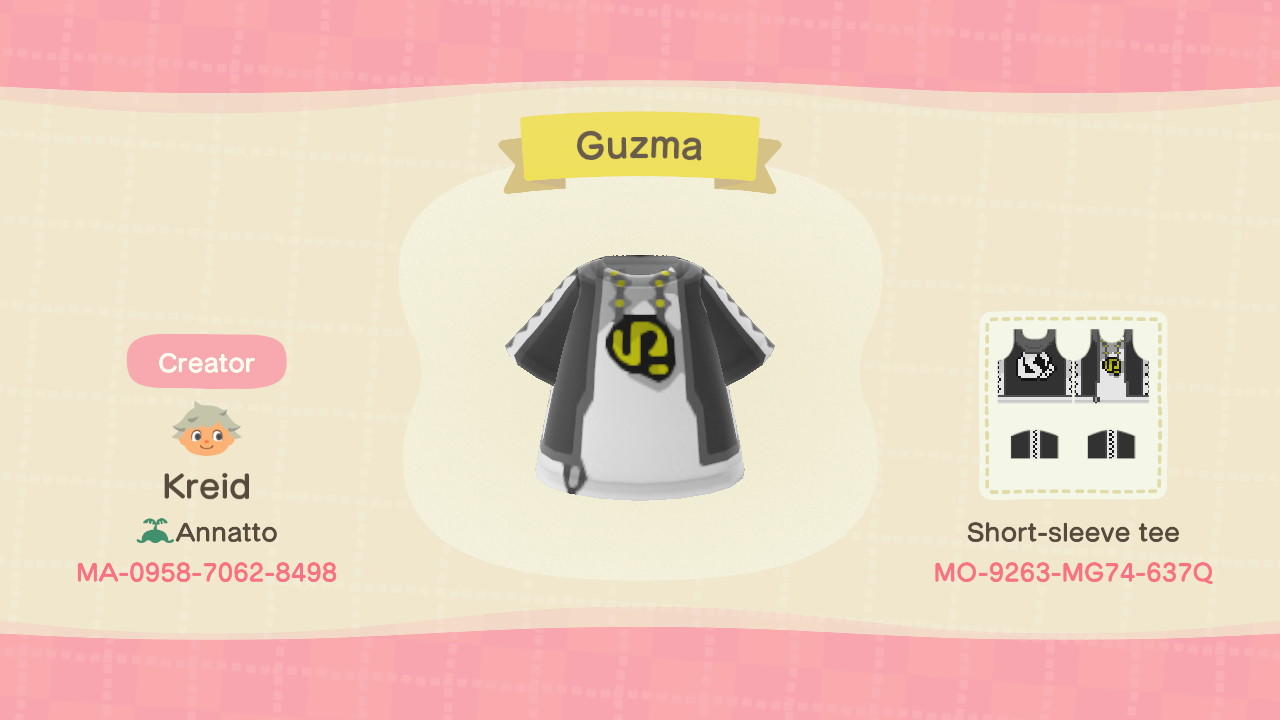 Guzma
Creator
Kreid
Annatto
MA-0958-7062-8498
Short-sleeve tee
MO-9263-MG74-637Q